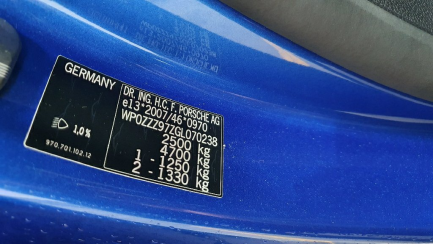 GERMANY
1,0%
970.701.102.12
DR. ING. H.C. F. PORSCHE AG
e13*2007/46*0970
WP0ZZZ97ZGL070238
2500 kg
4700 kg
1 - 1250 kg
2 - 1330 kg